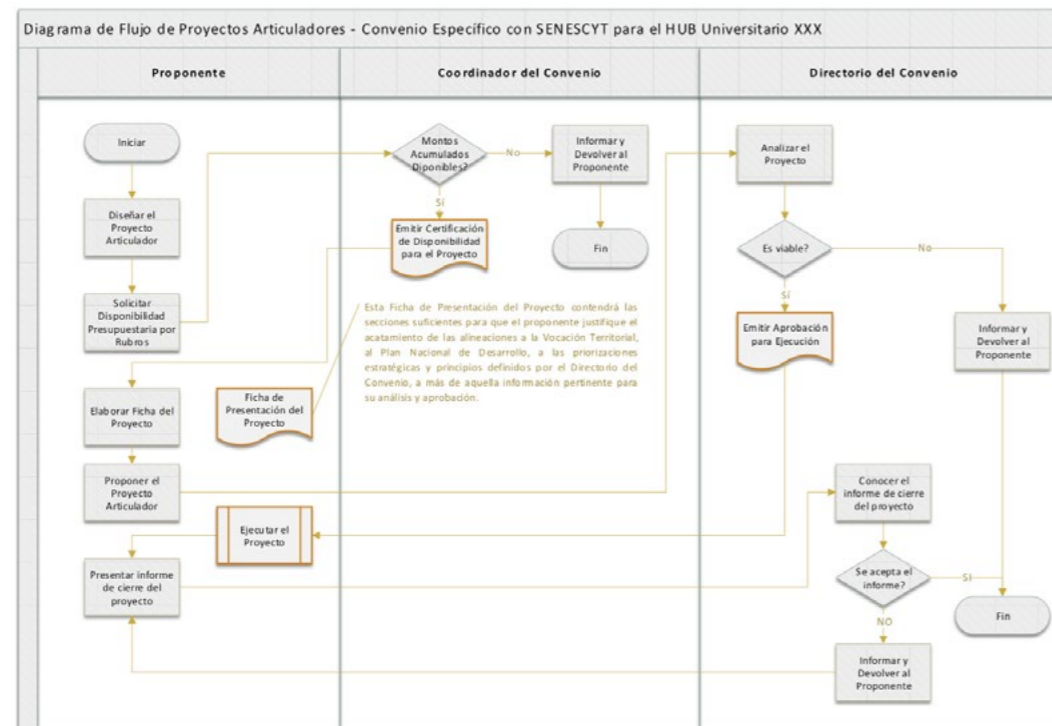 Diagrama de Flujo de Proyectos Articuladores - Convenio Específico con SENESCYT para el HUB Universitario XXX
Proponente
Coordinador del Convenio
Directorio del Convenio
Iniciar
Diseñar el
Proyecto
Articulador
Solicitar
Disponibilidad
Presupuestaria por
Rubros
Elaborar Ficha del
Proyecto
Ficha de
Presentación del
Proyecto
Proponer el
Proyecto
Articulador
Ejecutar el
Proyecto
Presentar informe
de cierre del
proyecto
Montos
Acumulados
Diponibles?
No
Informar y
Devolver al
Proponente
Sí
Emitir Certificación
de Disponibilidad
para el Proyecto
Fin
Esta Ficha de Presentación del Proyecto contendrá las
secciones suficientes para que el proponente justifique el
acatamiento de las alineaciones a la Vocación Territorial,
al Plan Nacional de Desarrollo, a las priorizaciones
estratégicas y principios definidos por el Directorio del
Convenio, a más de aquella información pertinente para
su análisis y aprobación.
Analizar el
Proyecto
Es viable?
No
Sí
Emitir Aprobación
para Ejecución
Informar y
Devolver al
Proponente
Conocer el
informe de cierre
del proyecto
Se acepta el
informe?
SI
Fin
NO
Informar y
Devolver al
Proponente